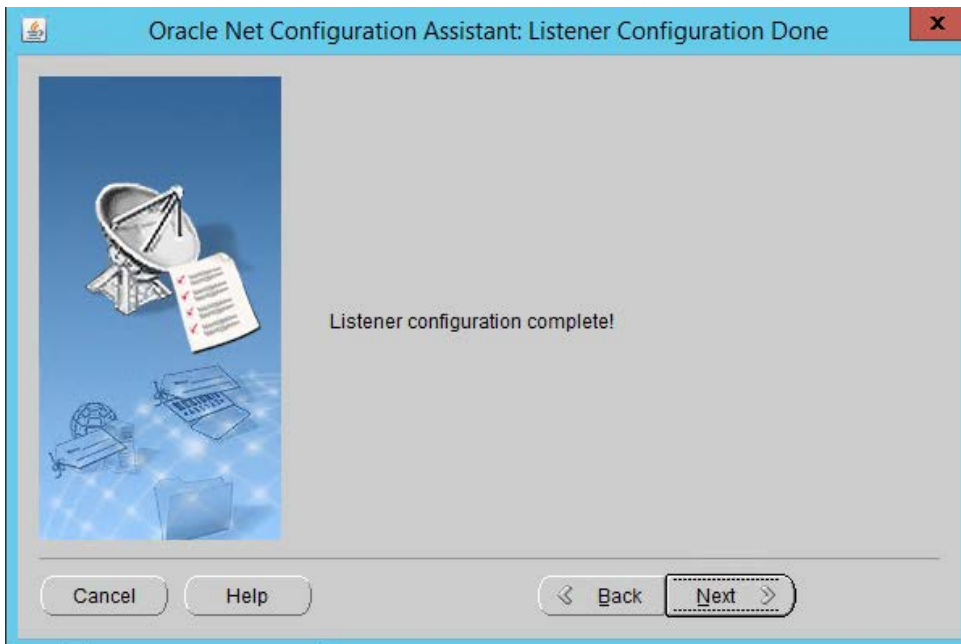 Oracle Net Configuration Assistant: Listener Configuration Done
x
Listener configuration complete!
Cancel
Help
Back
Next